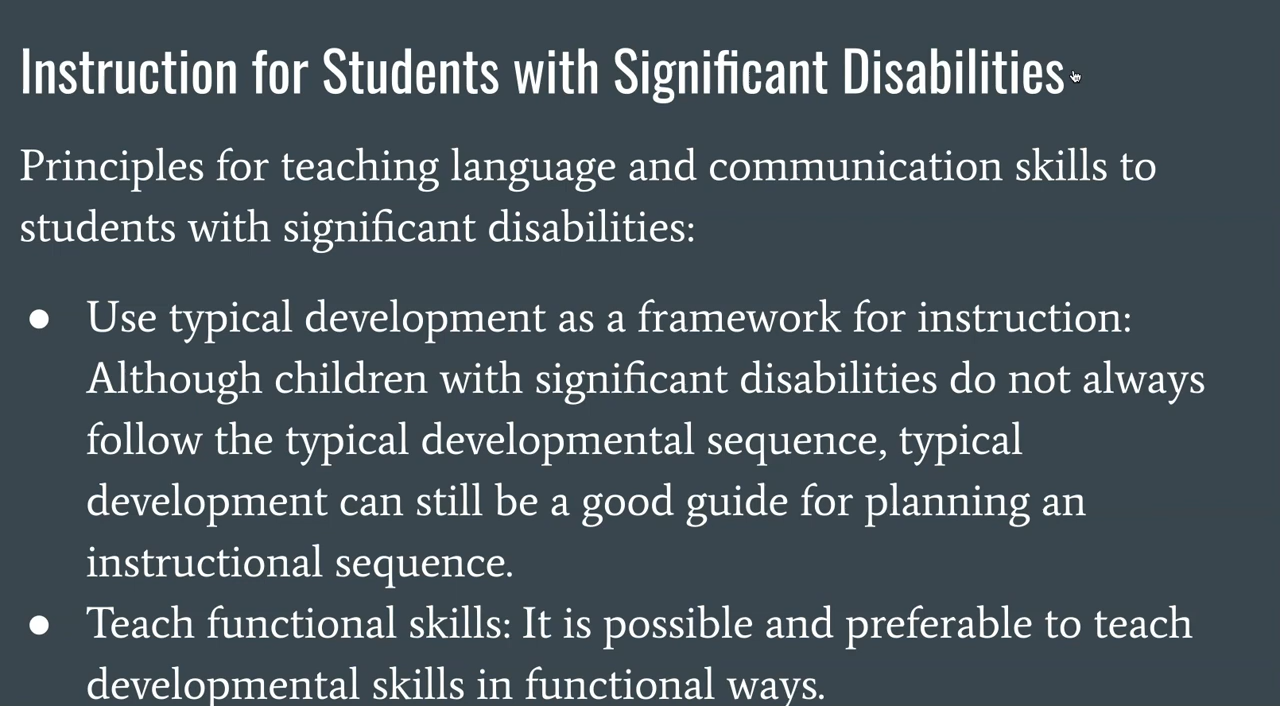 Instruction for Students with Significant Disabilities
Principles for teaching language and communication skills to
students with significant disabilities:
● Use typical development as a framework for instruction:
Although children with significant disabilities do not always
follow the typical developmental sequence, typical
development can still be a good guide for planning an
instructional sequence.
● Teach functional skills: It is possible and preferable to teach
developmental skills in functional ways.